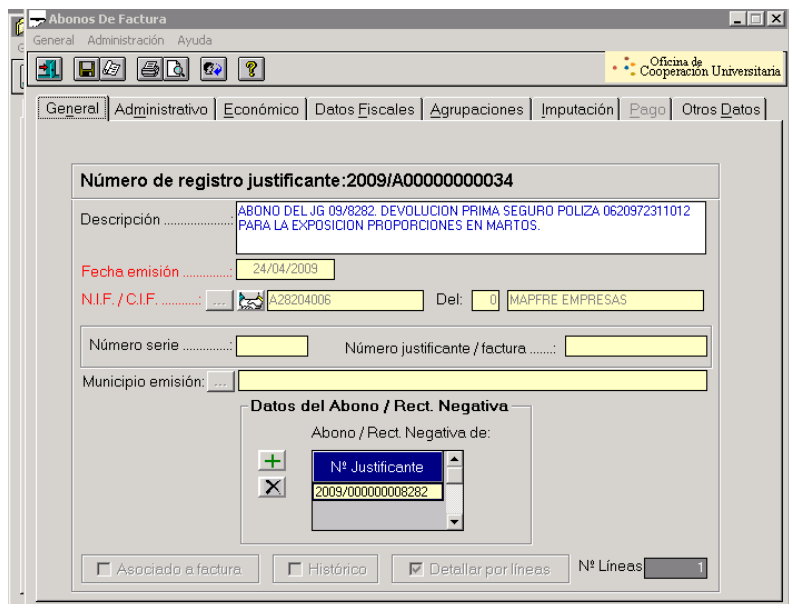 Abonos De Factura
General Administración Ayuda
Oficina de
Cooperación Universitaria
General Administrativo Económico Datos Fiscales Agrupaciones Imputación Pago Otros Datos
Número de registro justificante:2009/A00000000034
Descripción ..................: ABONO DEL JG 09/8282. DEVOLUCION PRIMA SEGURO POLIZA 0620972311012
PARA LA EXPOSICION PROPORCIONES EN MARTOS.
Fecha emisión ............: 24/04/2009
N.I.F. / C.I.F. ..........: ... A28204006 Del: 0 MAPFRE EMPRESAS
Número serie .............: Número justificante / factura .......:
Municipio emisión: ...
Datos del Abono / Rect. Negativa
Abono / Rect. Negativa de:
Nº Justificante
2009/000000008282
Asociado a factura Histórico Detallar por líneas Nº Líneas 1